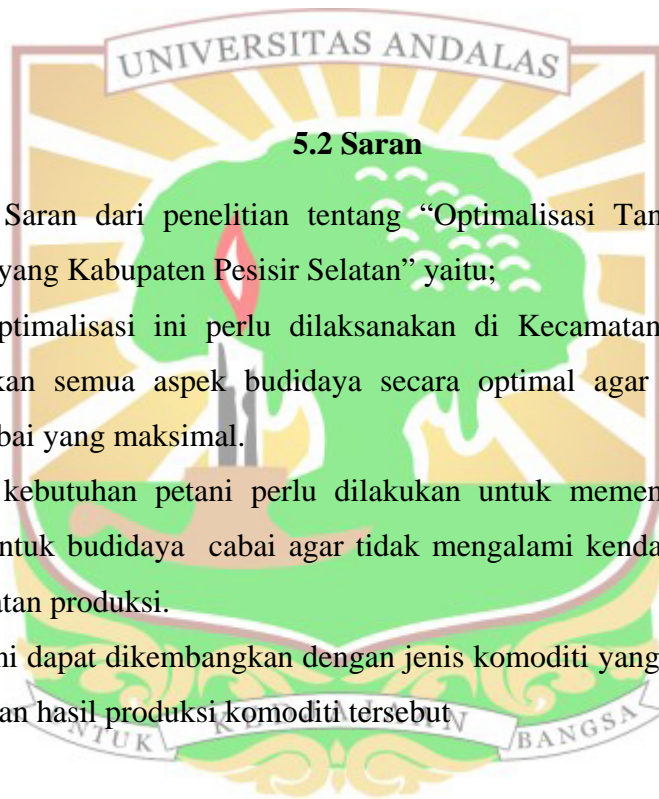 UNIVERSITAS ANDALAS
5.2 Saran
Saran dari penelitian tentang “Optimalisasi Tan
yang Kabupaten Pesisir Selatan” yaitu;
ptimalisasi ini perlu dilaksanakan di Kecamatan
kan semua aspek budidaya secara optimal agar
bai yang maksimal.
kebutuhan petani perlu dilakukan untuk memen
ntuk budidaya cabai agar tidak mengalami kenda
atan produksi.
ni dapat dikembangkan dengan jenis komoditi yang
an hasil produksi komoditi tersebut
UNTUK KEDJAJAAN BANGSA